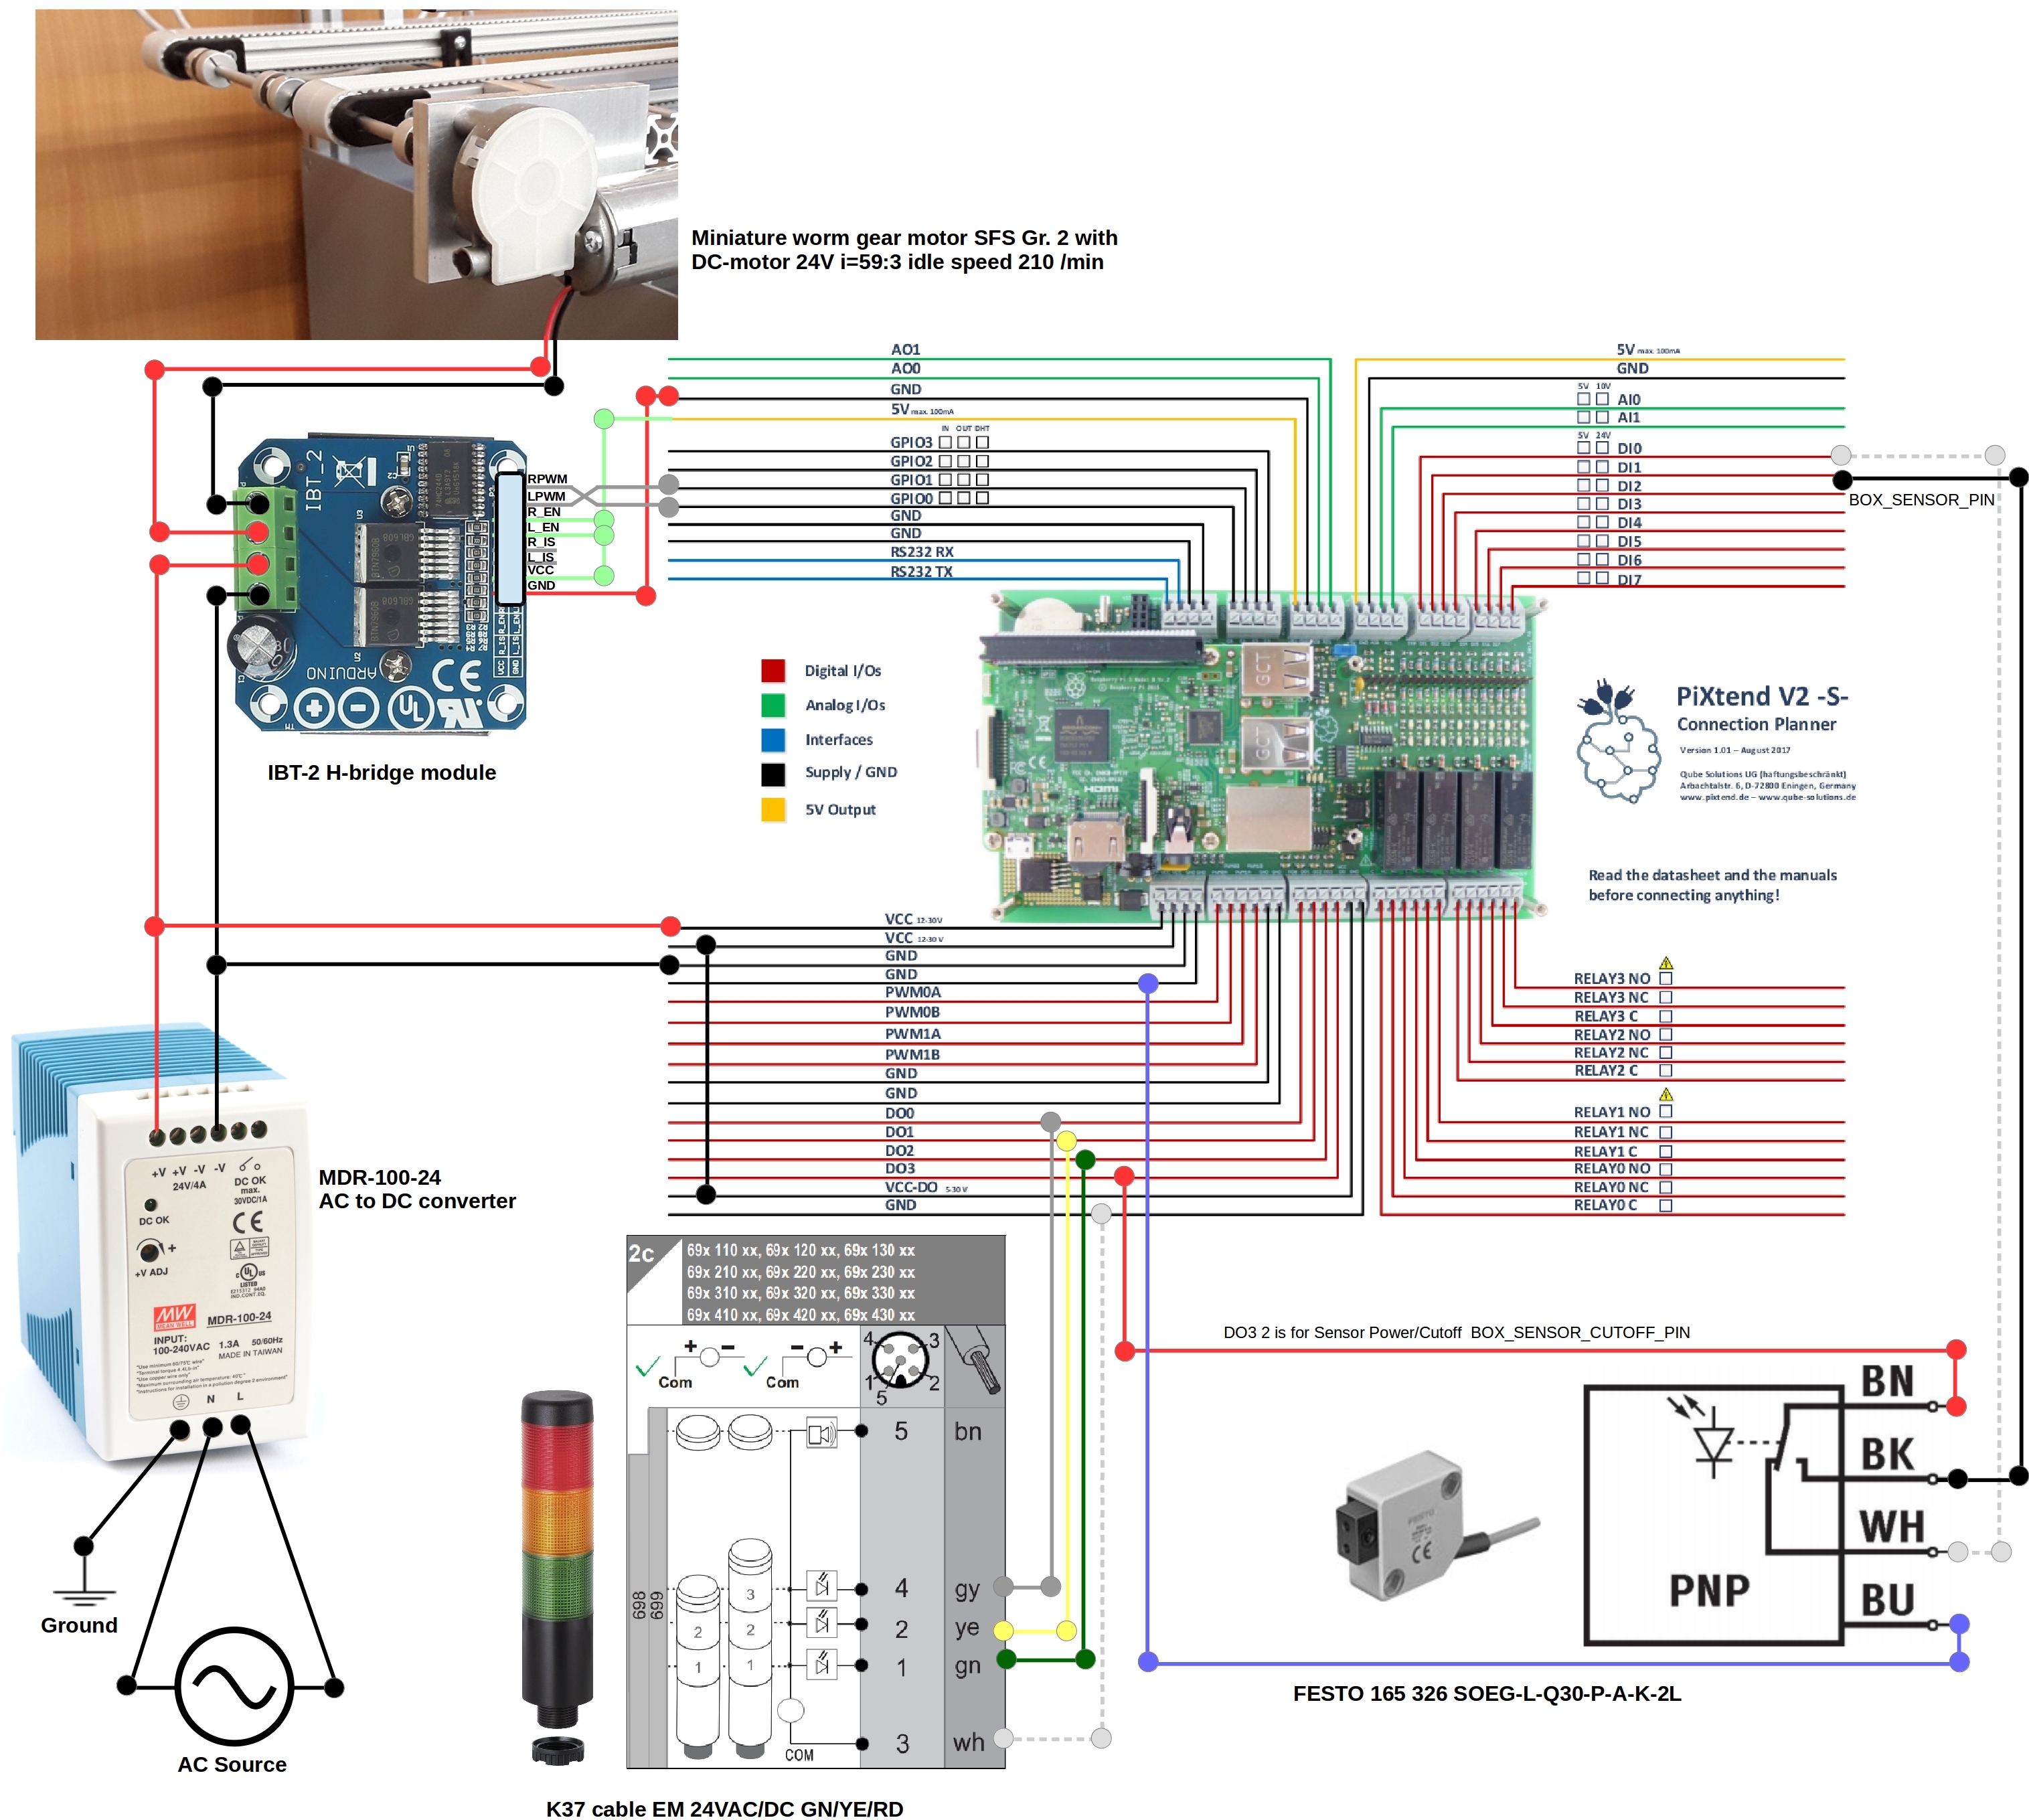 Miniature worm gear motor SFS Gr. 2 with
DC-motor 24V i=59:3 idle speed 210 /min
AO1
AO0
GND
5V max. 100mA
IN OUT DHT
GPIO3
GPIO2
GPIO1
GPIO0
GND
GND
RS232 RX
RS232 TX
5V max. 100mA
GND
5V 10V
AI0
AI1
5V 24V
DI0
DI1
DI2
DI3
DI4
DI5
DI6
DI7
BOX_SENSOR_PIN
IBT_2
RPWM
LPWM
R_EN
L_EN
R_IS
L_IS
VCC
GND
ARDUINO
IBT-2 H-bridge module
Digital I/Os
Analog I/Os
Interfaces
Supply / GND
5V Output
HDMI
PiXtend V2 -S-
Connection Planner
Version 1.01 – August 2017
Qube Solutions UG (haftungsbeschränkt)
Arbachtalstr. 6, D-72800 Eningen, Germany
www.pixtend.de – www.qube-solutions.de
Read the datasheet and the manuals
before connecting anything!
VCC 12-30V
VCC 12-30 V
GND
GND
PWM0A
PWM0B
PWM1A
PWM1B
GND
GND
DO0
DO1
DO2
DO3
VCC-DO 5-30 V
GND
RELAY3 NO
RELAY3 NC
RELAY3 C
RELAY2 NO
RELAY2 NC
RELAY2 C
RELAY1 NO
RELAY1 NC
RELAY1 C
RELAY0 NO
RELAY0 NC
RELAY0 C
+V +V -V -V
24V/4A
DC OK
max.
30VDC/1A
DC OK
+V ADJ
MW
MEAN WELL
MDR-100-24
INPUT:
100-240VAC 1.3A 50/60Hz
MADE IN TAIWAN
N L
MDR-100-24
AC to DC converter
Ground
AC Source
2c
69x 110 xx, 69x 120 xx, 69x 130 xx
69x 210 xx, 69x 220 xx, 69x 230 xx
69x 310 xx, 69x 320 xx, 69x 330 xx
69x 410 xx, 69x 420 xx, 69x 430 xx
+ − − +
Com Com
4 3
1 2
5
5 bn
4 gy
2 ye
1 gn
3 wh
3
2 2
1 1
698
699
COM
K37 cable EM 24VAC/DC GN/YE/RD
DO3 2 is for Sensor Power/Cutoff BOX_SENSOR_CUTOFF_PIN
BN
BK
WH
BU
PNP
FESTO 165 326 SOEG-L-Q30-P-A-K-2L